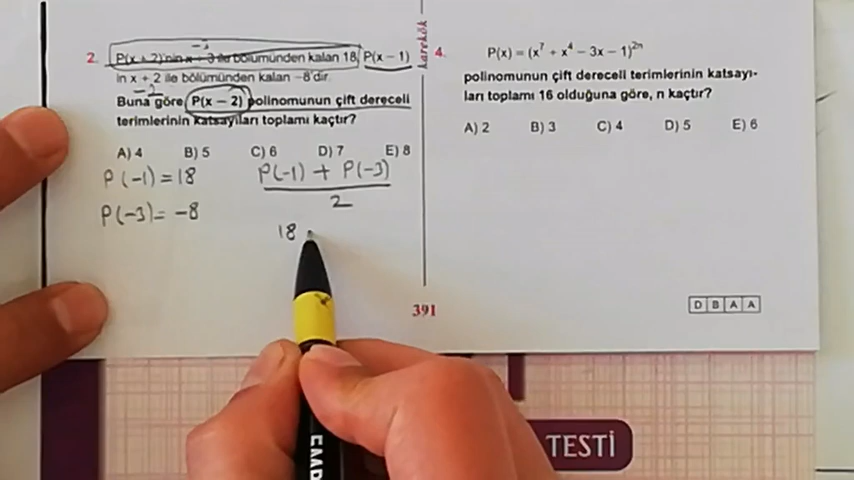 2. P(x + 2)'nin x + 3 ile bölümünden kalan 18, P(x – 1)
in x + 2 ile bölümünden kalan –8'dir.
Buna göre, P(x – 2) polinomunun çift dereceli
terimlerinin katsayıları toplamı kaçtır?
A) 4 B) 5 C) 6 D) 7 E) 8
-3
-2
P(-1) = 18
P(-3) = -8
P(-1) + P(-3)
2
18
karekök
4. P(x) = (x⁷ + x⁴ – 3x – 1)²ⁿ
polinomunun çift dereceli terimlerinin katsayı-
ları toplamı 16 olduğuna göre, n kaçtır?
A) 2 B) 3 C) 4 D) 5 E) 6
391
D B A A
TESTİ